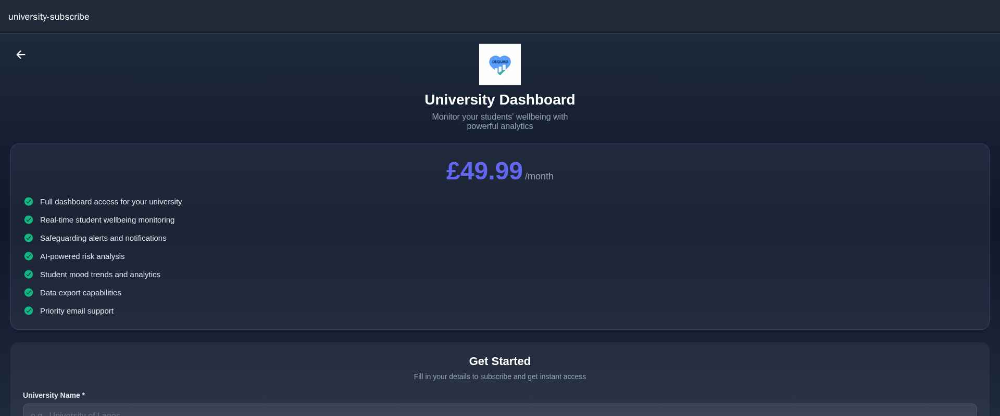 university-subscribe
DEQUAD
University Dashboard
Monitor your students' wellbeing with
powerful analytics
£49.99 /month
Full dashboard access for your university
Real-time student wellbeing monitoring
Safeguarding alerts and notifications
AI-powered risk analysis
Student mood trends and analytics
Data export capabilities
Priority email support
Get Started
Fill in your details to subscribe and get instant access
University Name *
e.g., University of Lagos